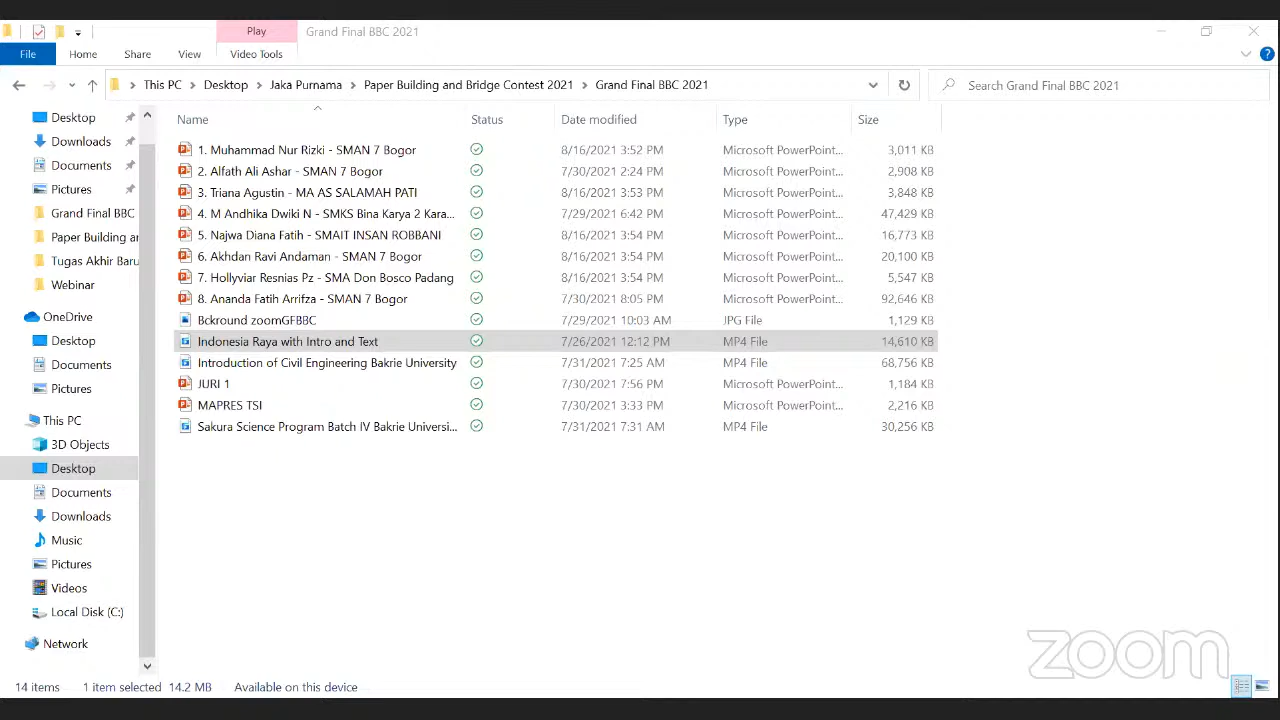 Play Grand Final BBC 2021
File Home Share View Video Tools
This PC Desktop Jaka Purnama Paper Building and Bridge Contest 2021 Grand Final BBC 2021 Search Grand Final BBC 2021
Name Status Date modified Type Size
1. Muhammad Nur Rizki - SMAN 7 Bogor 8/16/2021 3:52 PM Microsoft PowerPoint... 3,011 KB
2. Alfath Ali Ashar - SMAN 7 Bogor 7/30/2021 2:24 PM Microsoft PowerPoint... 2,908 KB
3. Triana Agustin - MA AS SALAMAH PATI 8/16/2021 3:53 PM Microsoft PowerPoint... 3,848 KB
4. M Andhika Dwiki N - SMKS Bina Karya 2 Kara... 7/29/2021 6:42 PM Microsoft PowerPoint... 47,429 KB
5. Najwa Diana Fatih - SMAIT INSAN ROBBANI 8/16/2021 3:54 PM Microsoft PowerPoint... 16,773 KB
6. Akhdan Ravi Andaman - SMAN 7 Bogor 8/16/2021 3:54 PM Microsoft PowerPoint... 20,100 KB
7. Hollyviar Resnias Pz - SMA Don Bosco Padang 8/16/2021 3:54 PM Microsoft PowerPoint... 5,547 KB
8. Ananda Fatih Arrifza - SMAN 7 Bogor 7/30/2021 8:05 PM Microsoft PowerPoint... 92,646 KB
Bckround zoomGFBBC 7/29/2021 10:03 AM JPG File 1,129 KB
Indonesia Raya with Intro and Text 7/26/2021 12:12 PM MP4 File 14,610 KB
Introduction of Civil Engineering Bakrie University 7/31/2021 7:25 AM MP4 File 68,756 KB
JURI 1 7/30/2021 7:56 PM Microsoft PowerPoint... 1,184 KB
MAPRES TSI 7/30/2021 3:33 PM Microsoft PowerPoint... 2,216 KB
Sakura Science Program Batch IV Bakrie Universi... 7/31/2021 7:31 AM MP4 File 30,256 KB
Desktop
Downloads
Documents
Pictures
Grand Final BBC
Paper Building ar
Tugas Akhir Baru
Webinar
OneDrive
Desktop
Documents
Pictures
This PC
3D Objects
Desktop
Documents
Downloads
Music
Pictures
Videos
Local Disk (C:)
Network
14 items 1 item selected 14.2 MB Available on this device
zoom